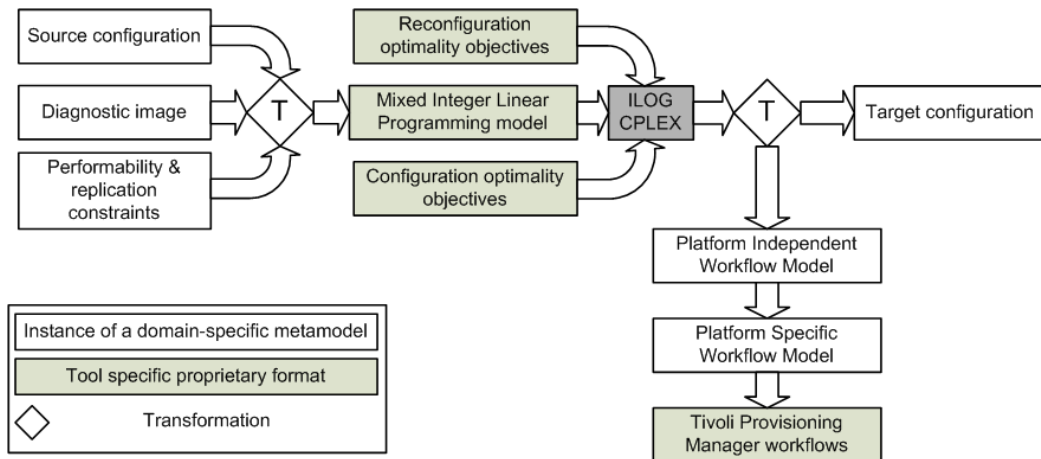 Source configuration
Diagnostic image
Performability &
replication
constraints
T
Reconfiguration
optimality objectives
Mixed Integer Linear
Programming model
Configuration optimality
objectives
ILOG
CPLEX
T
Target configuration
Platform Independent
Workflow Model
Platform Specific
Workflow Model
Tivoli Provisioning
Manager workflows
Instance of a domain-specific metamodel
Tool specific proprietary format
Transformation